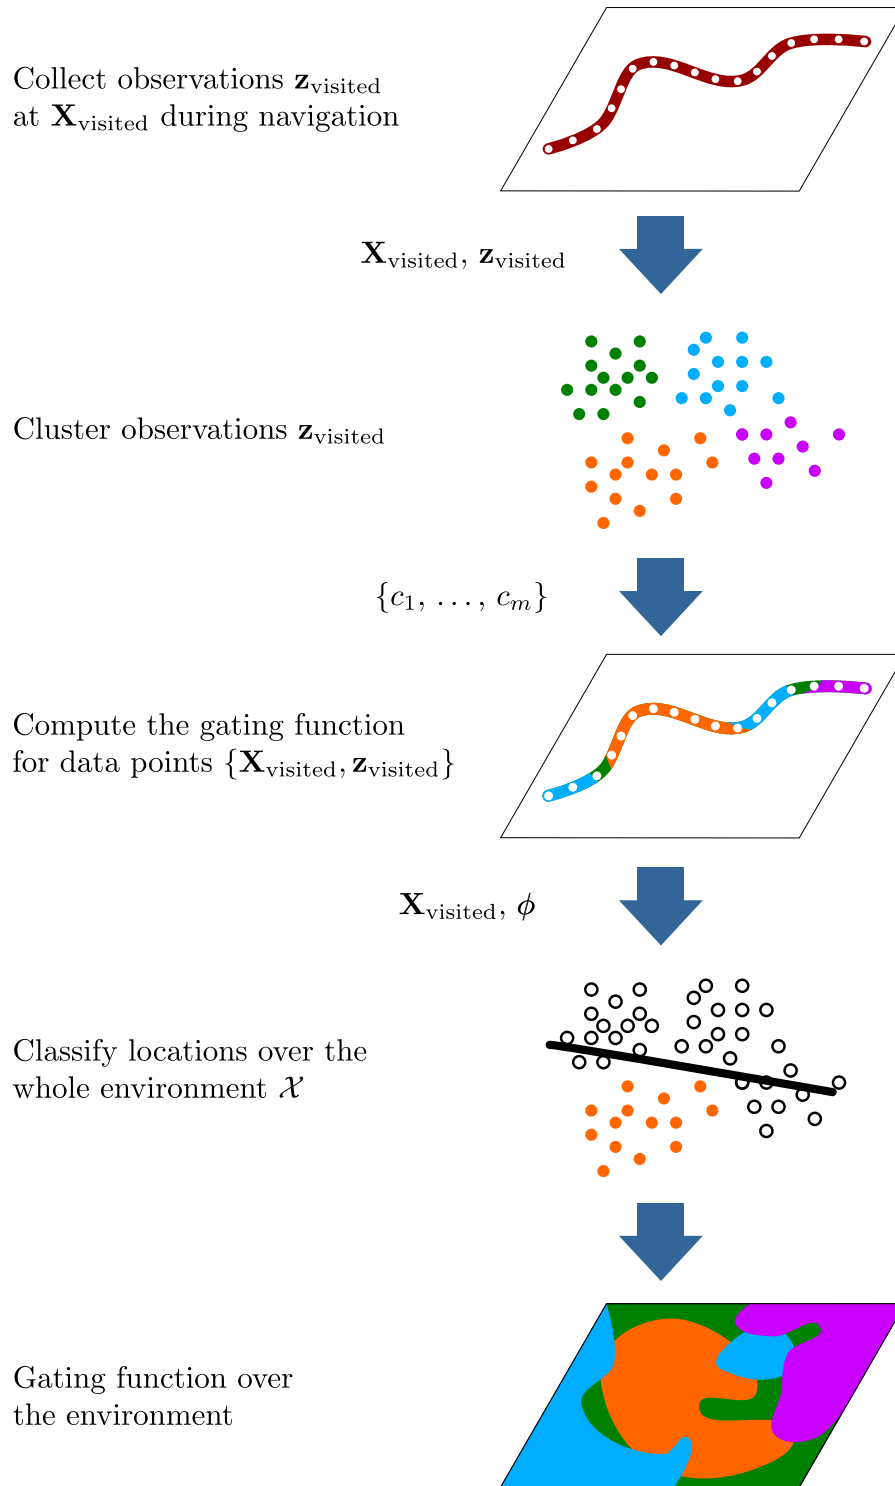 Collect observations z_visited
at X_visited during navigation
X_visited, z_visited
Cluster observations z_visited
{c_1, …, c_m}
Compute the gating function
for data points {X_visited, z_visited}
X_visited, ϕ
Classify locations over the
whole environment 𝒳
Gating function over
the environment